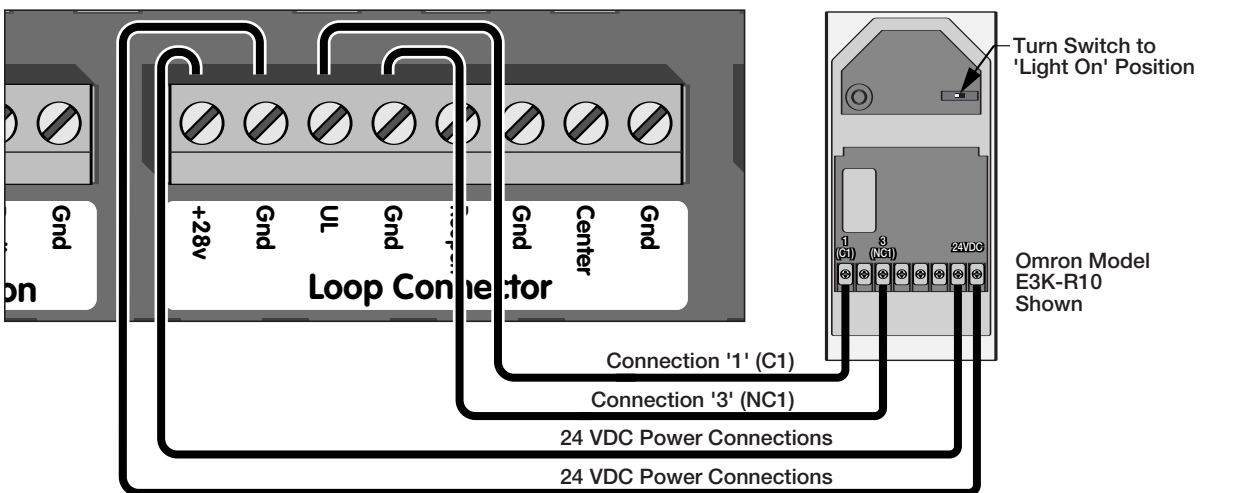 Turn Switch to
'Light On' Position
Gnd
+28v
Gnd
UL
Gnd
Gnd
Center
Gnd
on
Loop Connector
1
(C1)
3
(NC1)
24VDC
Omron Model
E3K-R10
Shown
Connection '1' (C1)
Connection '3' (NC1)
24 VDC Power Connections
24 VDC Power Connections